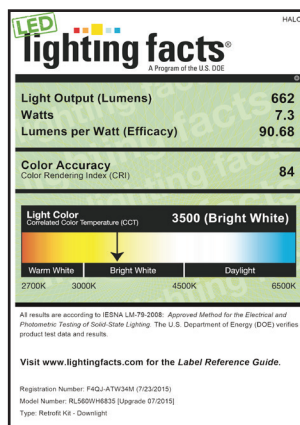 LED
HALO
lighting facts®
A Program of the U.S. DOE
Light Output (Lumens) 662
Watts 7.3
Lumens per Watt (Efficacy) 90.68
Color Accuracy 84
Color Rendering Index (CRI)
Light Color
Correlated Color Temperature (CCT) 3500 (Bright White)
Warm White Bright White Daylight
2700K 3000K 4500K 6500K
All results are according to IESNA LM-79-2008: Approved Method for the Electrical and
Photometric Testing of Solid-State Lighting. The U.S. Department of Energy (DOE) verifies
product test data and results.
Visit www.lightingfacts.com for the Label Reference Guide.
Registration Number: F4QJ-ATW34M (7/23/2015)
Model Number: RL560WH6835 [Upgrade 07/2015]
Type: Retrofit Kit - Downlight